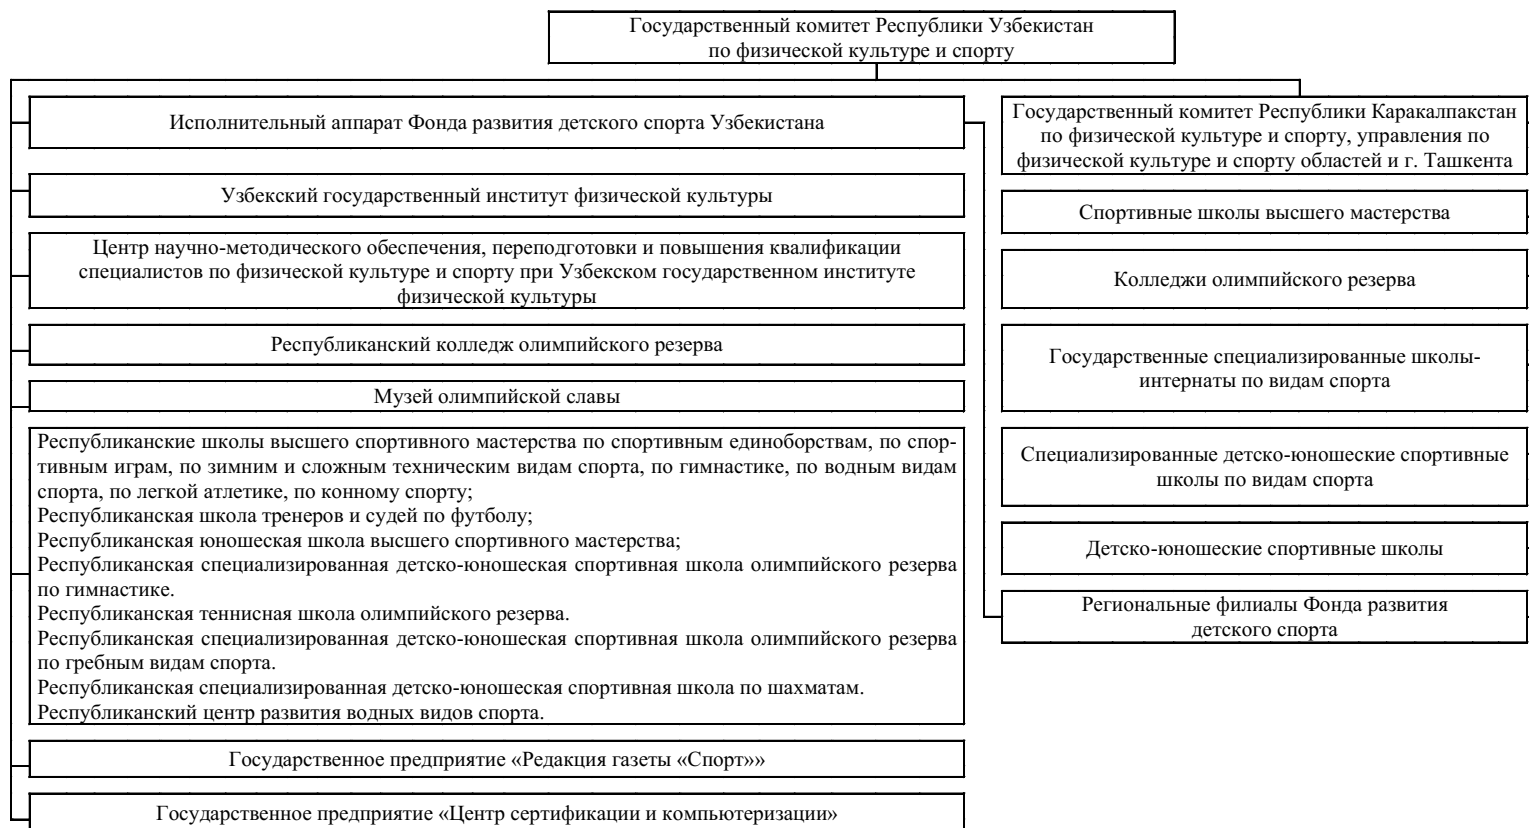 Государственный комитет Республики Узбекистан
по физической культуре и спорту
Исполнительный аппарат Фонда развития детского спорта Узбекистана
Узбекский государственный институт физической культуры
Центр научно-методического обеспечения, переподготовки и повышения квалификации
специалистов по физической культуре и спорту при Узбекском государственном институте
физической культуры
Республиканский колледж олимпийского резерва
Музей олимпийской славы
Республиканские школы высшего спортивного мастерства по спортивным единоборствам, по спор-
тивным играм, по зимним и сложным техническим видам спорта, по гимнастике, по водным видам
спорта, по легкой атлетике, по конному спорту;
Республиканская школа тренеров и судей по футболу;
Республиканская юношеская школа высшего спортивного мастерства;
Республиканская специализированная детско-юношеская спортивная школа олимпийского резерва
по гимнастике.
Республиканская теннисная школа олимпийского резерва.
Республиканская специализированная детско-юношеская спортивная школа олимпийского резерва
по гребным видам спорта.
Республиканская специализированная детско-юношеская спортивная школа по шахматам.
Республиканский центр развития водных видов спорта.
Государственное предприятие «Редакция газеты «Спорт»»
Государственное предприятие «Центр сертификации и компьютеризации»
Государственный комитет Республики Каракалпакстан
по физической культуре и спорту, управления по
физической культуре и спорту областей и г. Ташкента
Спортивные школы высшего мастерства
Колледжи олимпийского резерва
Государственные специализированные школы-
интернаты по видам спорта
Специализированные детско-юношеские спортивные
школы по видам спорта
Детско-юношеские спортивные школы
Региональные филиалы Фонда развития
детского спорта